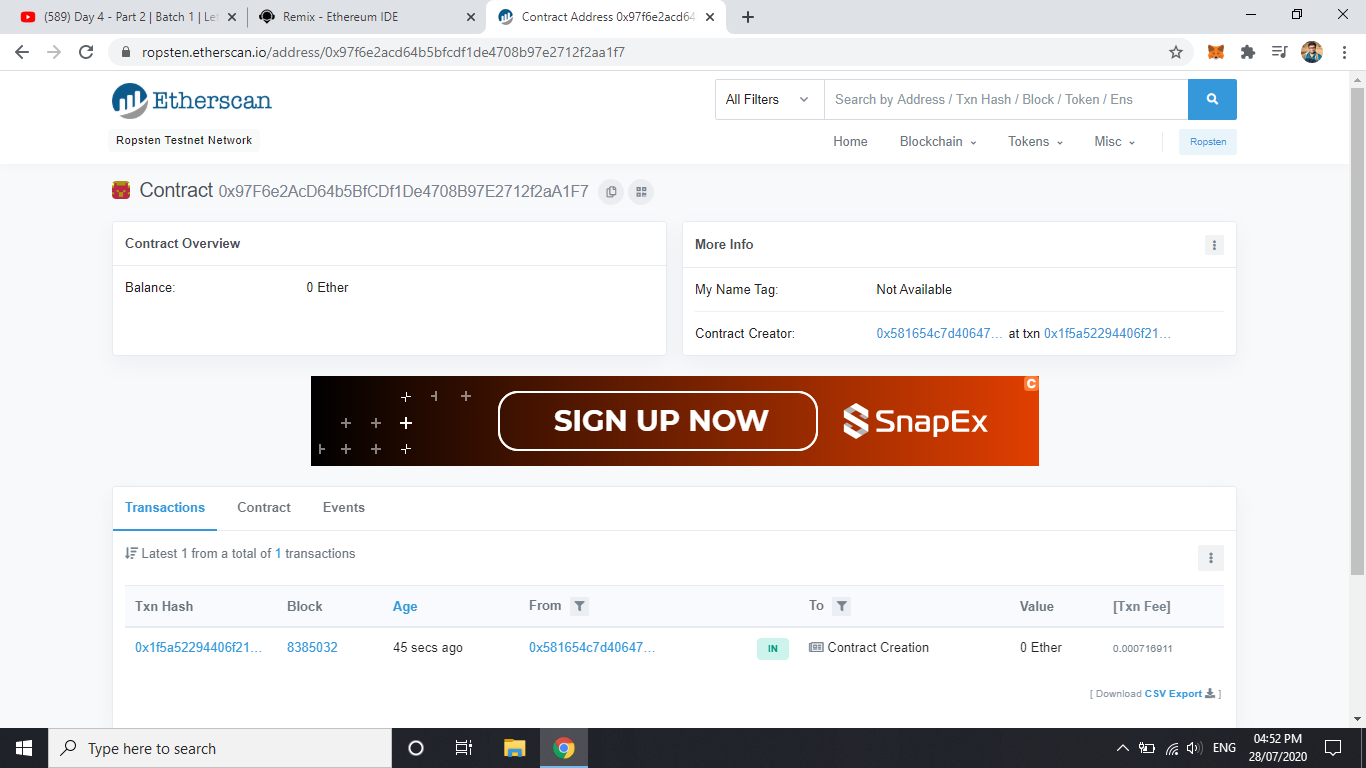 (589) Day 4 - Part 2 | Batch 1 | Le
Remix - Ethereum IDE
Contract Address 0x97f6e2acd64
ropsten.etherscan.io/address/0x97f6e2acd64b5bfcdf1de4708b97e2712f2aa1f7
Etherscan
All Filters
Search by Address / Txn Hash / Block / Token / Ens
Ropsten Testnet Network
Home Blockchain Tokens Misc Ropsten
Contract 0x97F6e2AcD64b5BfCDf1De4708B97E2712f2aA1F7
Contract Overview
Balance: 0 Ether
More Info
My Name Tag: Not Available
Contract Creator: 0x581654c7d40647... at txn 0x1f5a52294406f21...
SIGN UP NOW SnapEx
C
Transactions Contract Events
Latest 1 from a total of 1 transactions
Txn Hash Block Age From To Value [Txn Fee]
0x1f5a52294406f21... 8385032 45 secs ago 0x581654c7d40647... IN Contract Creation 0 Ether 0.000716911
[ Download CSV Export ]
Type here to search
ENG
04:52 PM
28/07/2020